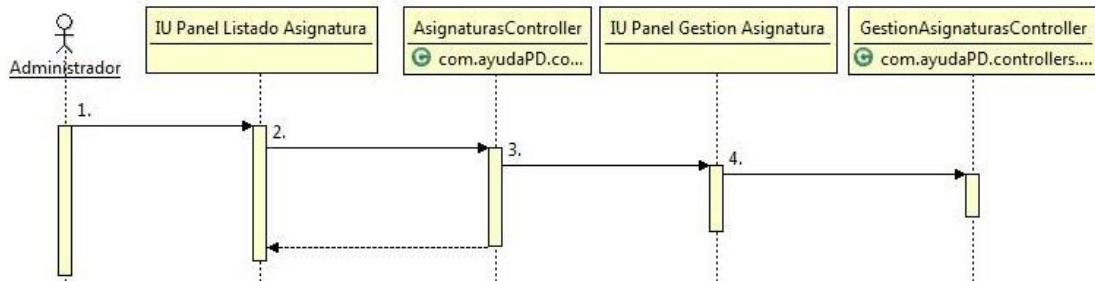 IU Panel Listado Asignatura
AsignaturasController
C com.ayudaPD.co...
IU Panel Gestion Asignatura
GestionAsignaturasController
C com.ayudaPD.controllers....
Administrador
1.
2.
3.
4.